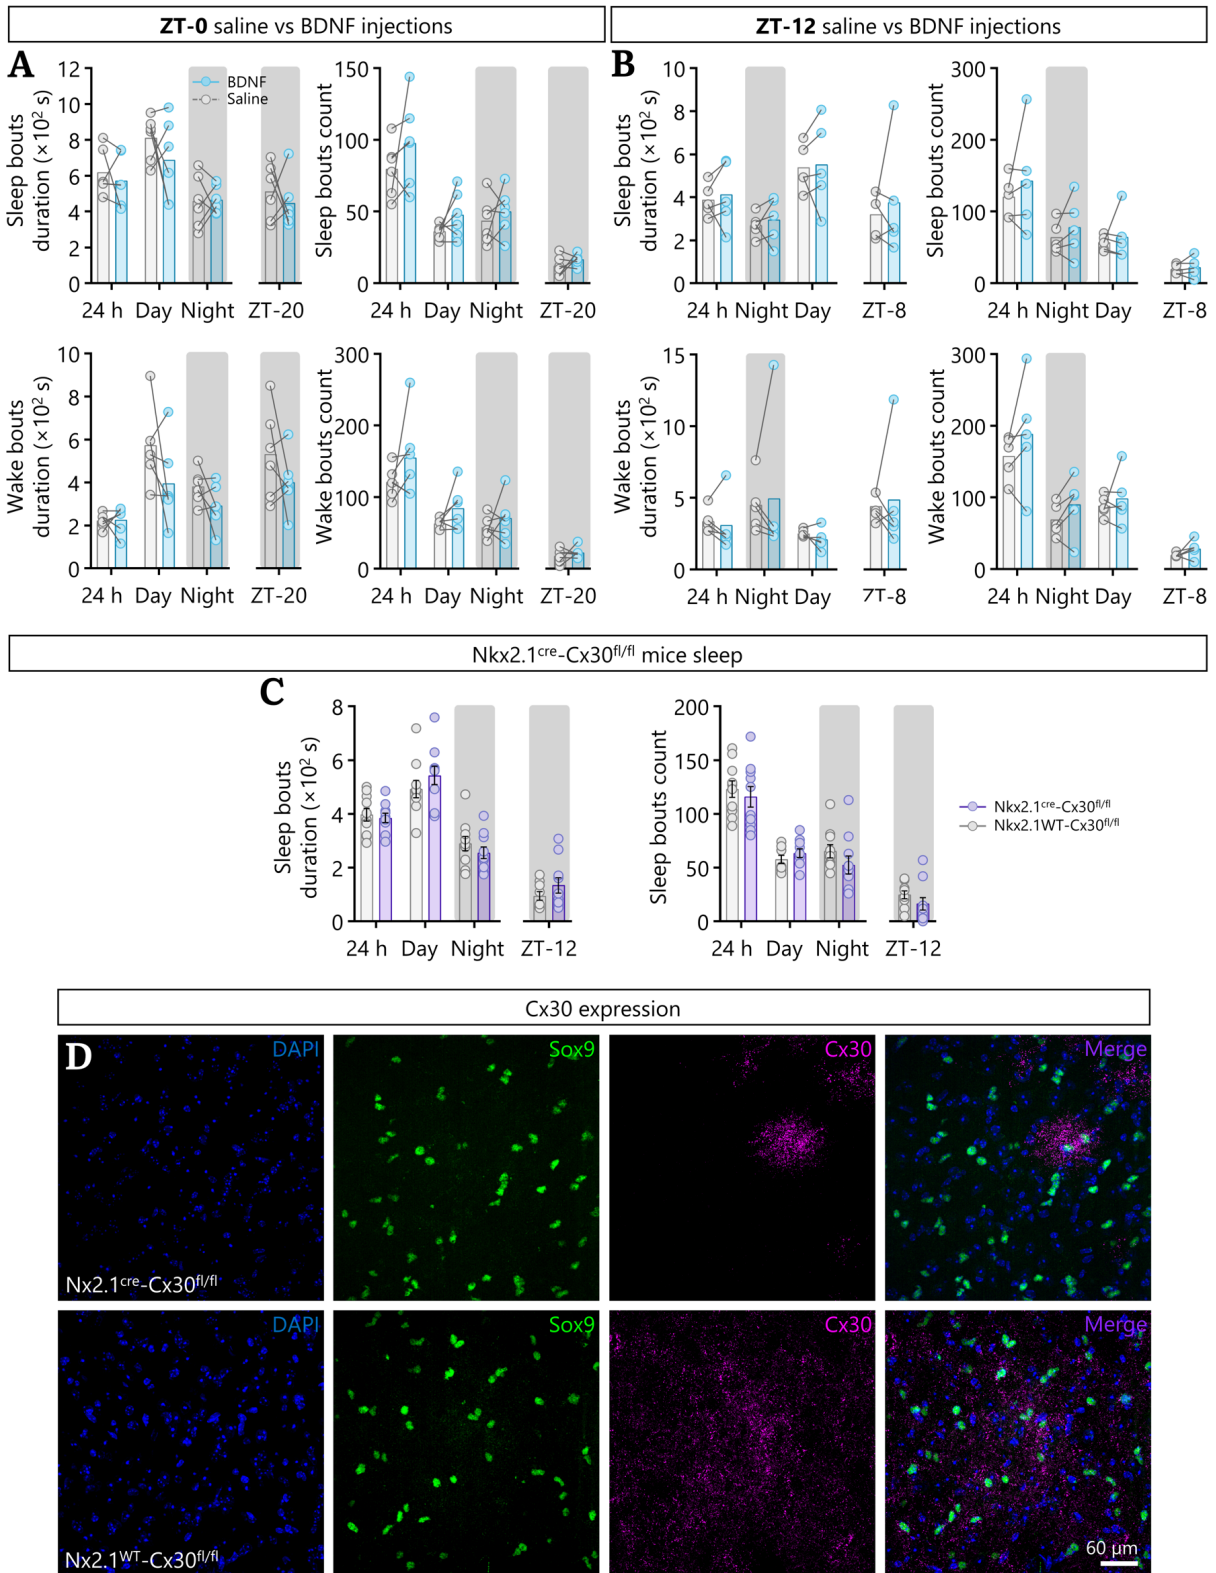 ZT-0 saline vs BDNF injections
ZT-12 saline vs BDNF injections
A
Sleep bouts
duration (×10² s)
12
10
8
6
4
2
0
BDNF
Saline
24 h Day Night ZT-20
Sleep bouts count
150
100
50
0
24 h Day Night ZT-20
B
Sleep bouts
duration (×10² s)
10
8
6
4
2
0
24 h Night Day ZT-8
Sleep bouts count
300
200
100
0
24 h Night Day ZT-8
Wake bouts
duration (×10² s)
10
8
6
4
2
0
24 h Day Night ZT-20
Wake bouts count
300
200
100
0
24 h Day Night ZT-20
Wake bouts
duration (×10² s)
15
10
5
0
24 h Night Day ZT-8
Wake bouts count
300
200
100
0
24 h Night Day ZT-8
Nkx2.1ᶜʳᵉ-Cx30ᶠˡ/ᶠˡ mice sleep
C
Sleep bouts
duration (×10² s)
8
6
4
2
0
24 h Day Night ZT-12
Sleep bouts count
200
150
100
50
0
24 h Day Night ZT-12
Nkx2.1ᶜʳᵉ-Cx30ᶠˡ/ᶠˡ
Nkx2.1WT-Cx30ᶠˡ/ᶠˡ
Cx30 expression
D
DAPI
Sox9
Cx30
Merge
Nx2.1ᶜʳᵉ-Cx30ᶠˡ/ᶠˡ
DAPI
Sox9
Cx30
Merge
Nx2.1ᵂᵀ-Cx30ᶠˡ/ᶠˡ
60 µm